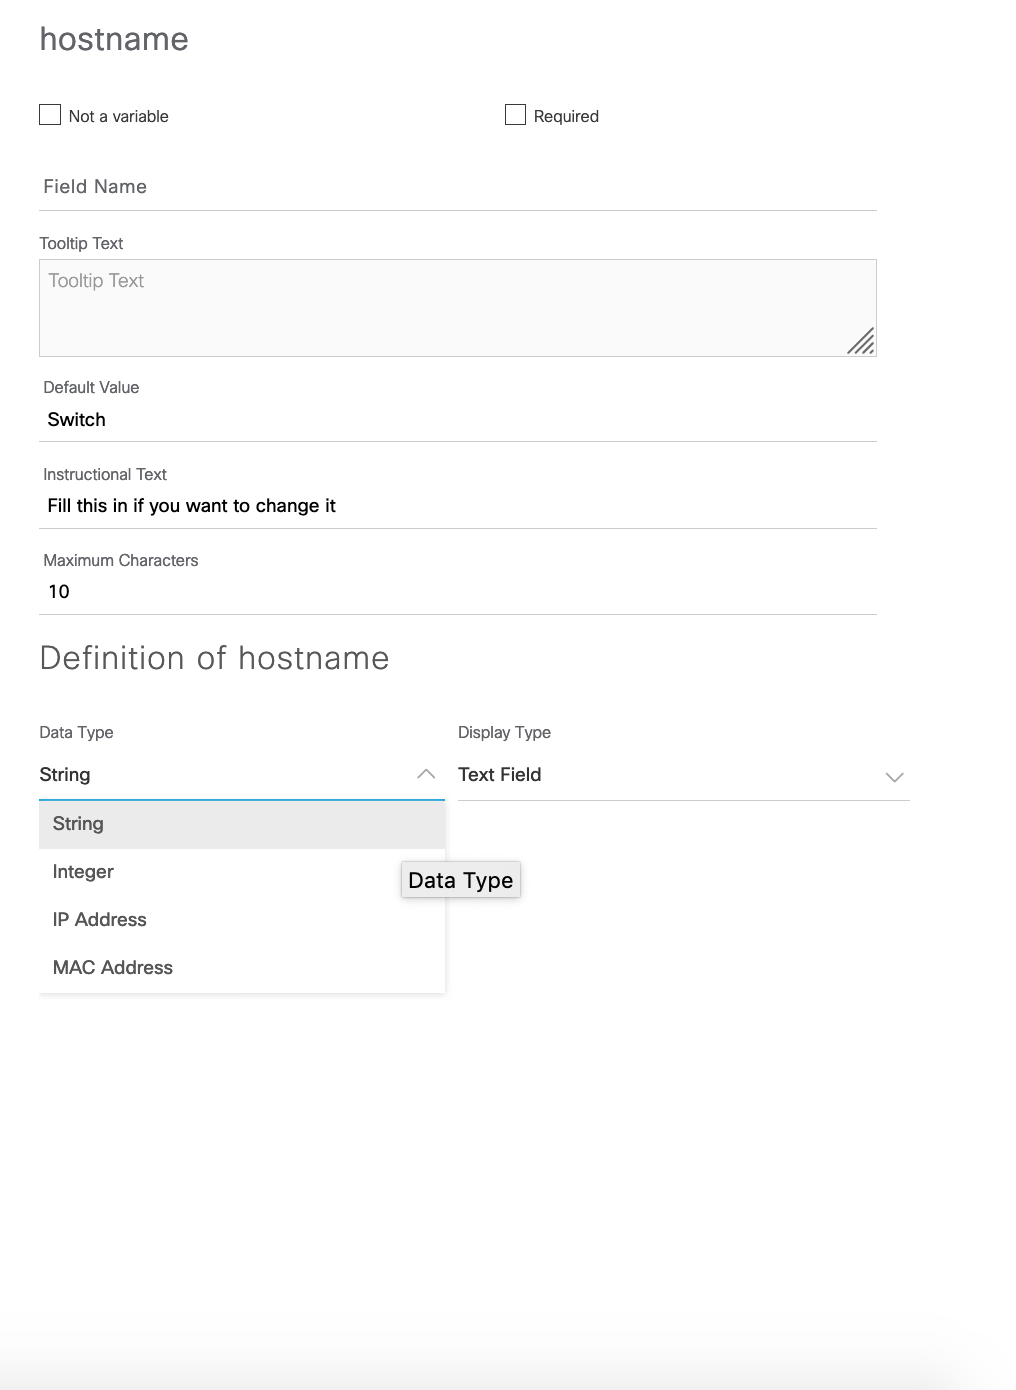 hostname
Not a variable
Required
Field Name
Tooltip Text
Tooltip Text
Default Value
Switch
Instructional Text
Fill this in if you want to change it
Maximum Characters
10
Definition of hostname
Data Type
Display Type
String
Text Field
String
Integer
Data Type
IP Address
MAC Address